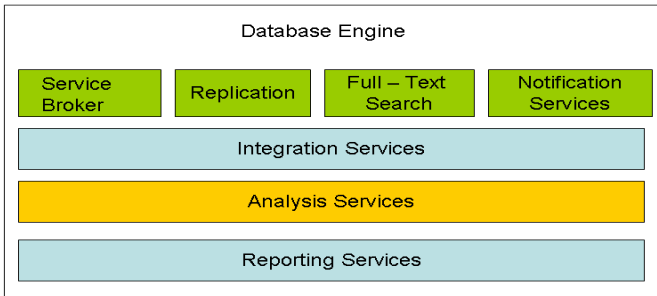 Database Engine
Service
Broker
Replication
Full – Text
Search
Notification
Services
Integration Services
Analysis Services
Reporting Services